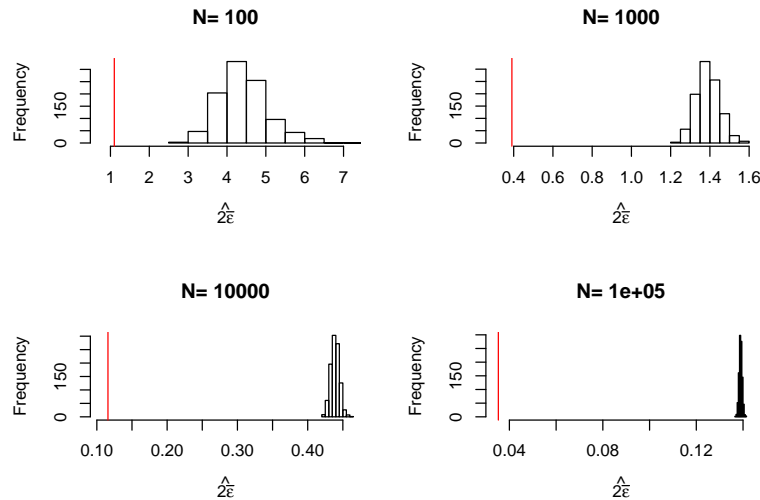 N= 100
Frequency
0 150
1 2 3 4 5 6 7
2ε̂̅
N= 1000
Frequency
0 150
0.4 0.6 0.8 1.0 1.2 1.4 1.6
2ε̂̅
N= 10000
Frequency
0 150
0.10 0.20 0.30 0.40
2ε̂̅
N= 1e+05
Frequency
0 150
0.04 0.08 0.12
2ε̂̅